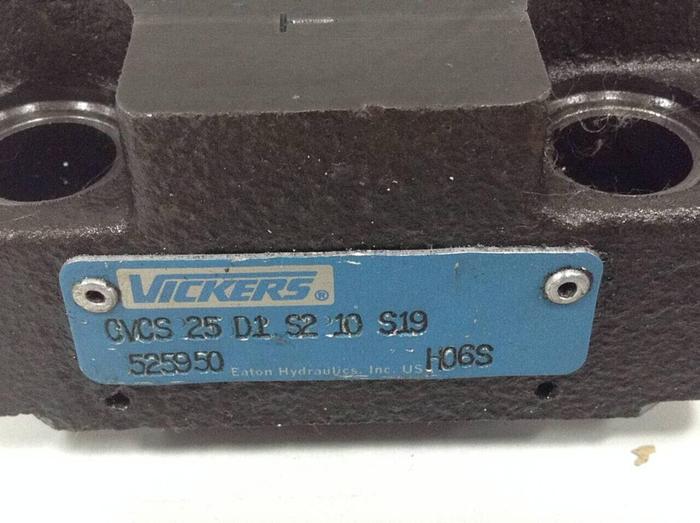 VICKERS®
CVCS 25 D1 S2 10 S19
525950 H06S
Eaton Hydraulics, Inc. USA